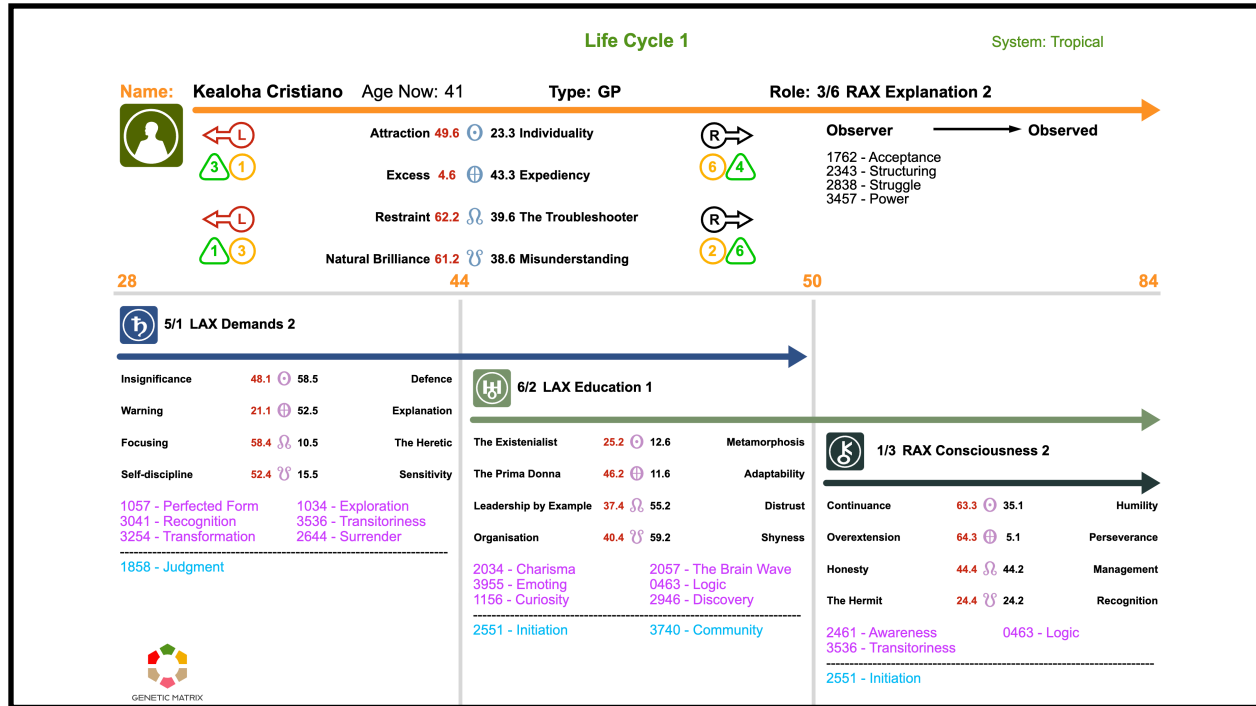 Life Cycle 1
System: Tropical
Name: Kealoha Cristiano Age Now: 41 Type: GP Role: 3/6 RAX Explanation 2
L Attraction 49.6 23.3 Individuality R Observer Observed
3 1 6 4
1762 - Acceptance
2343 - Structuring
2838 - Struggle
3457 - Power
Excess 4.6 43.3 Expediency
L Restraint 62.2 39.6 The Troubleshooter R
1 3 2 6
Natural Brilliance 61.2 38.6 Misunderstanding
28 44 50 84
5/1 LAX Demands 2
Insignificance 48.1 58.5 Defence
Warning 21.1 52.5 Explanation
Focusing 58.4 10.5 The Heretic
Self-discipline 52.4 15.5 Sensitivity
1057 - Perfected Form 1034 - Exploration
3041 - Recognition 3536 - Transitoriness
3254 - Transformation 2644 - Surrender
1858 - Judgment
6/2 LAX Education 1
The Existenialist 25.2 12.6 Metamorphosis
The Prima Donna 46.2 11.6 Adaptability
Leadership by Example 37.4 55.2 Distrust
Organisation 40.4 59.2 Shyness
2034 - Charisma 2057 - The Brain Wave
3955 - Emoting 0463 - Logic
1156 - Curiosity 2946 - Discovery
2551 - Initiation 3740 - Community
1/3 RAX Consciousness 2
Continuance 63.3 35.1 Humility
Overextension 64.3 5.1 Perseverance
Honesty 44.4 44.2 Management
The Hermit 24.4 24.2 Recognition
2461 - Awareness 0463 - Logic
3536 - Transitoriness
2551 - Initiation
GENETIC MATRIX